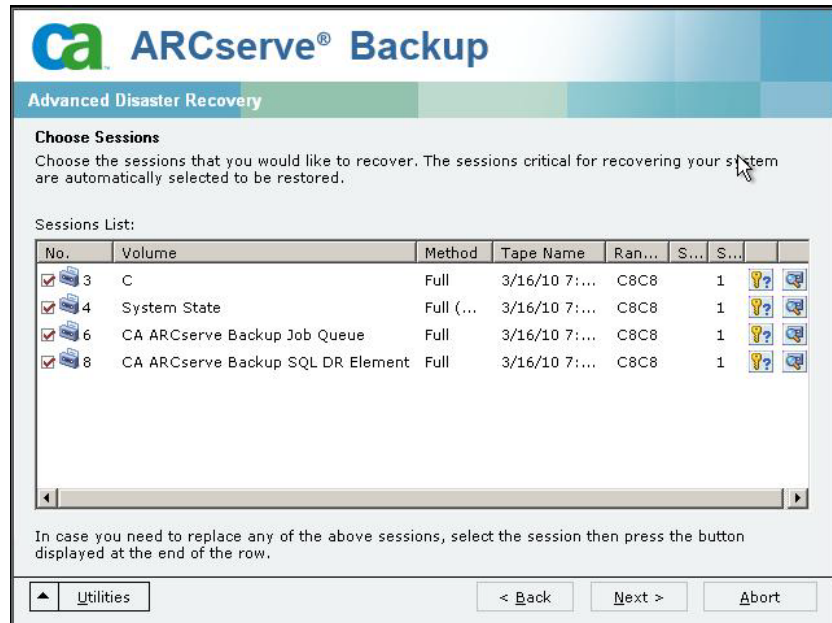 ca ARCserve® Backup
Advanced Disaster Recovery
Choose Sessions
Choose the sessions that you would like to recover. The sessions critical for recovering your system
are automatically selected to be restored.
Sessions List:
No. Volume Method Tape Name Ran... S... S...
3 C Full 3/16/10 7:... C8C8 1
4 System State Full (... 3/16/10 7:... C8C8 1
6 CA ARCserve Backup Job Queue Full 3/16/10 7:... C8C8 1
8 CA ARCserve Backup SQL DR Element Full 3/16/10 7:... C8C8 1
In case you need to replace any of the above sessions, select the session then press the button
displayed at the end of the row.
Utilities < Back Next > Abort